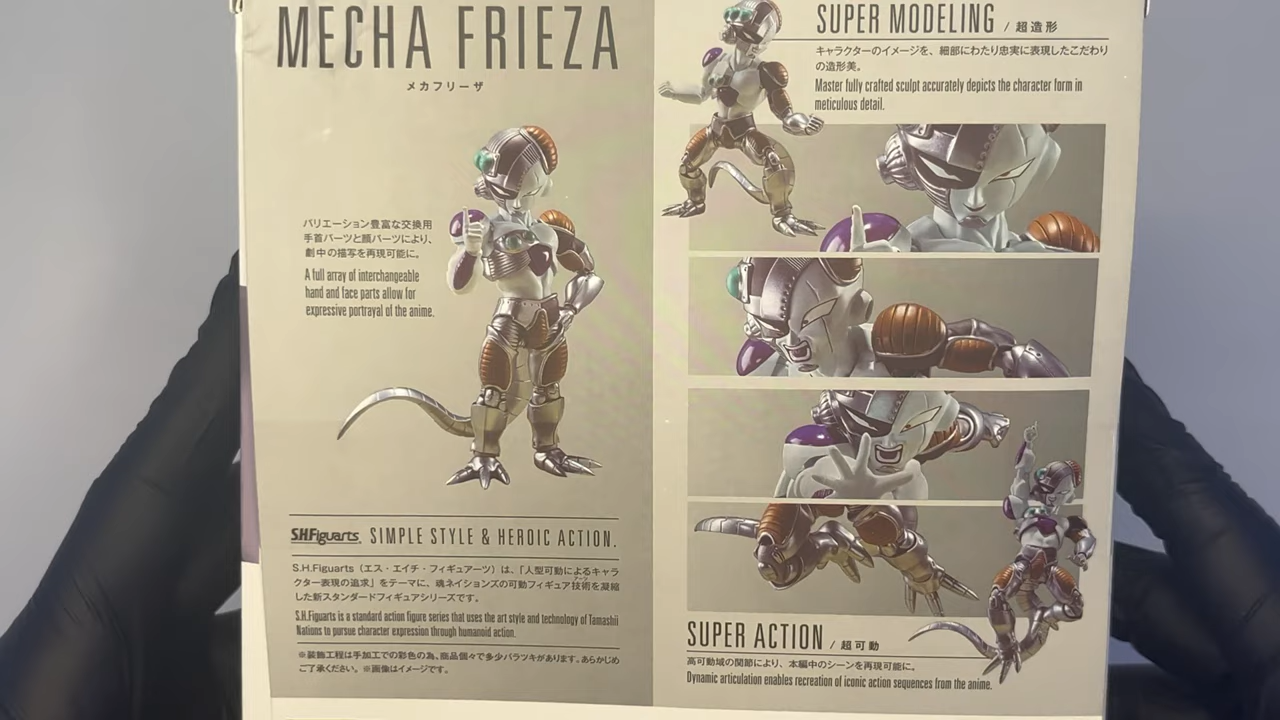 MECHA FRIEZA
メカフリーザ
バリエーション豊富な交換用
手首パーツと顔パーツにより、
劇中の描写を再現可能に。
A full array of interchangeable
hand and face parts allow for
expressive portrayal of the anime.
S.H.Figuarts. SIMPLE STYLE & HEROIC ACTION.
S.H.Figuarts（エス・エイチ・フィギュアーツ）は、「人型可動によるキャラ
クター表現の追求」をテーマに、魂ネイションズの可動フィギュア技術を凝縮
した新スタンダードフィギュアシリーズです。
S.H.Figuarts is a standard action figure series that uses the art style and technology of Tamashii
Nations to pursue character expression through humanoid action.
※装飾工程は手加工での彩色の為、商品個々で多少バラツキがあります。あらかじめ
ご了承ください。※画像はイメージです。
SUPER MODELING / 超造形
キャラクターのイメージを、細部にわたり忠実に表現したこだわり
の造形美。
Master fully crafted sculpt accurately depicts the character form in
meticulous detail.
SUPER ACTION / 超可動
高可動域の関節により、本編中のシーンを再現可能に。
Dynamic articulation enables recreation of iconic action sequences from the anime.